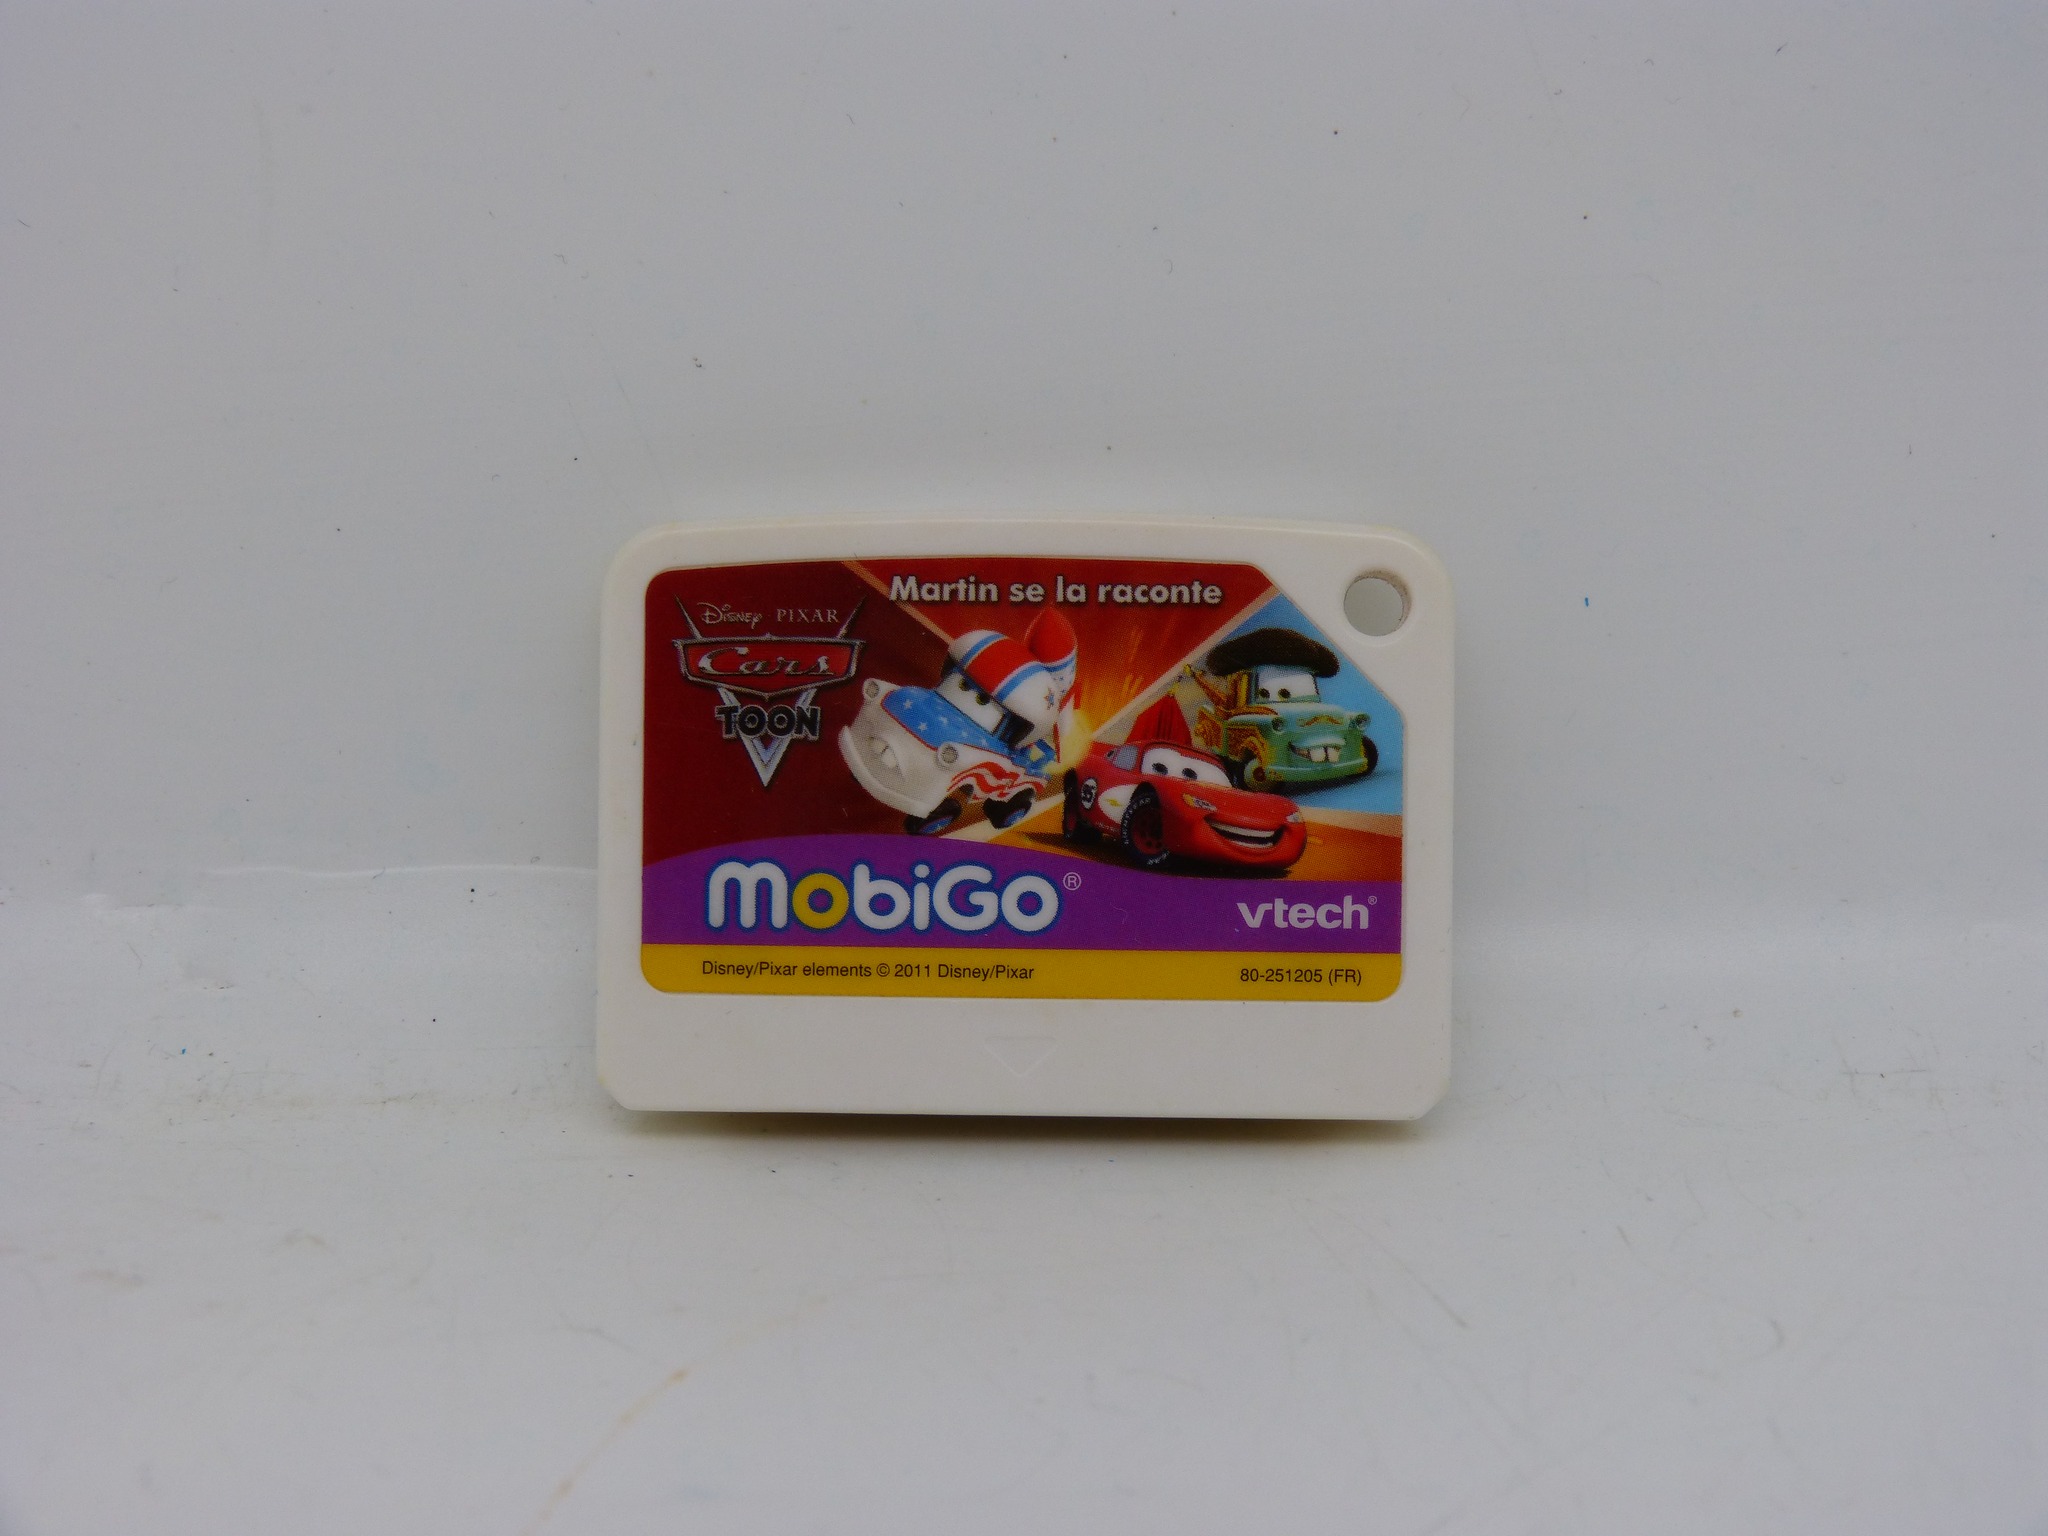 Martin se la raconte
Disney PIXAR
Cars
TOON
MobiGo®
vtech®
Disney/Pixar elements © 2011 Disney/Pixar
80-251205 (FR)